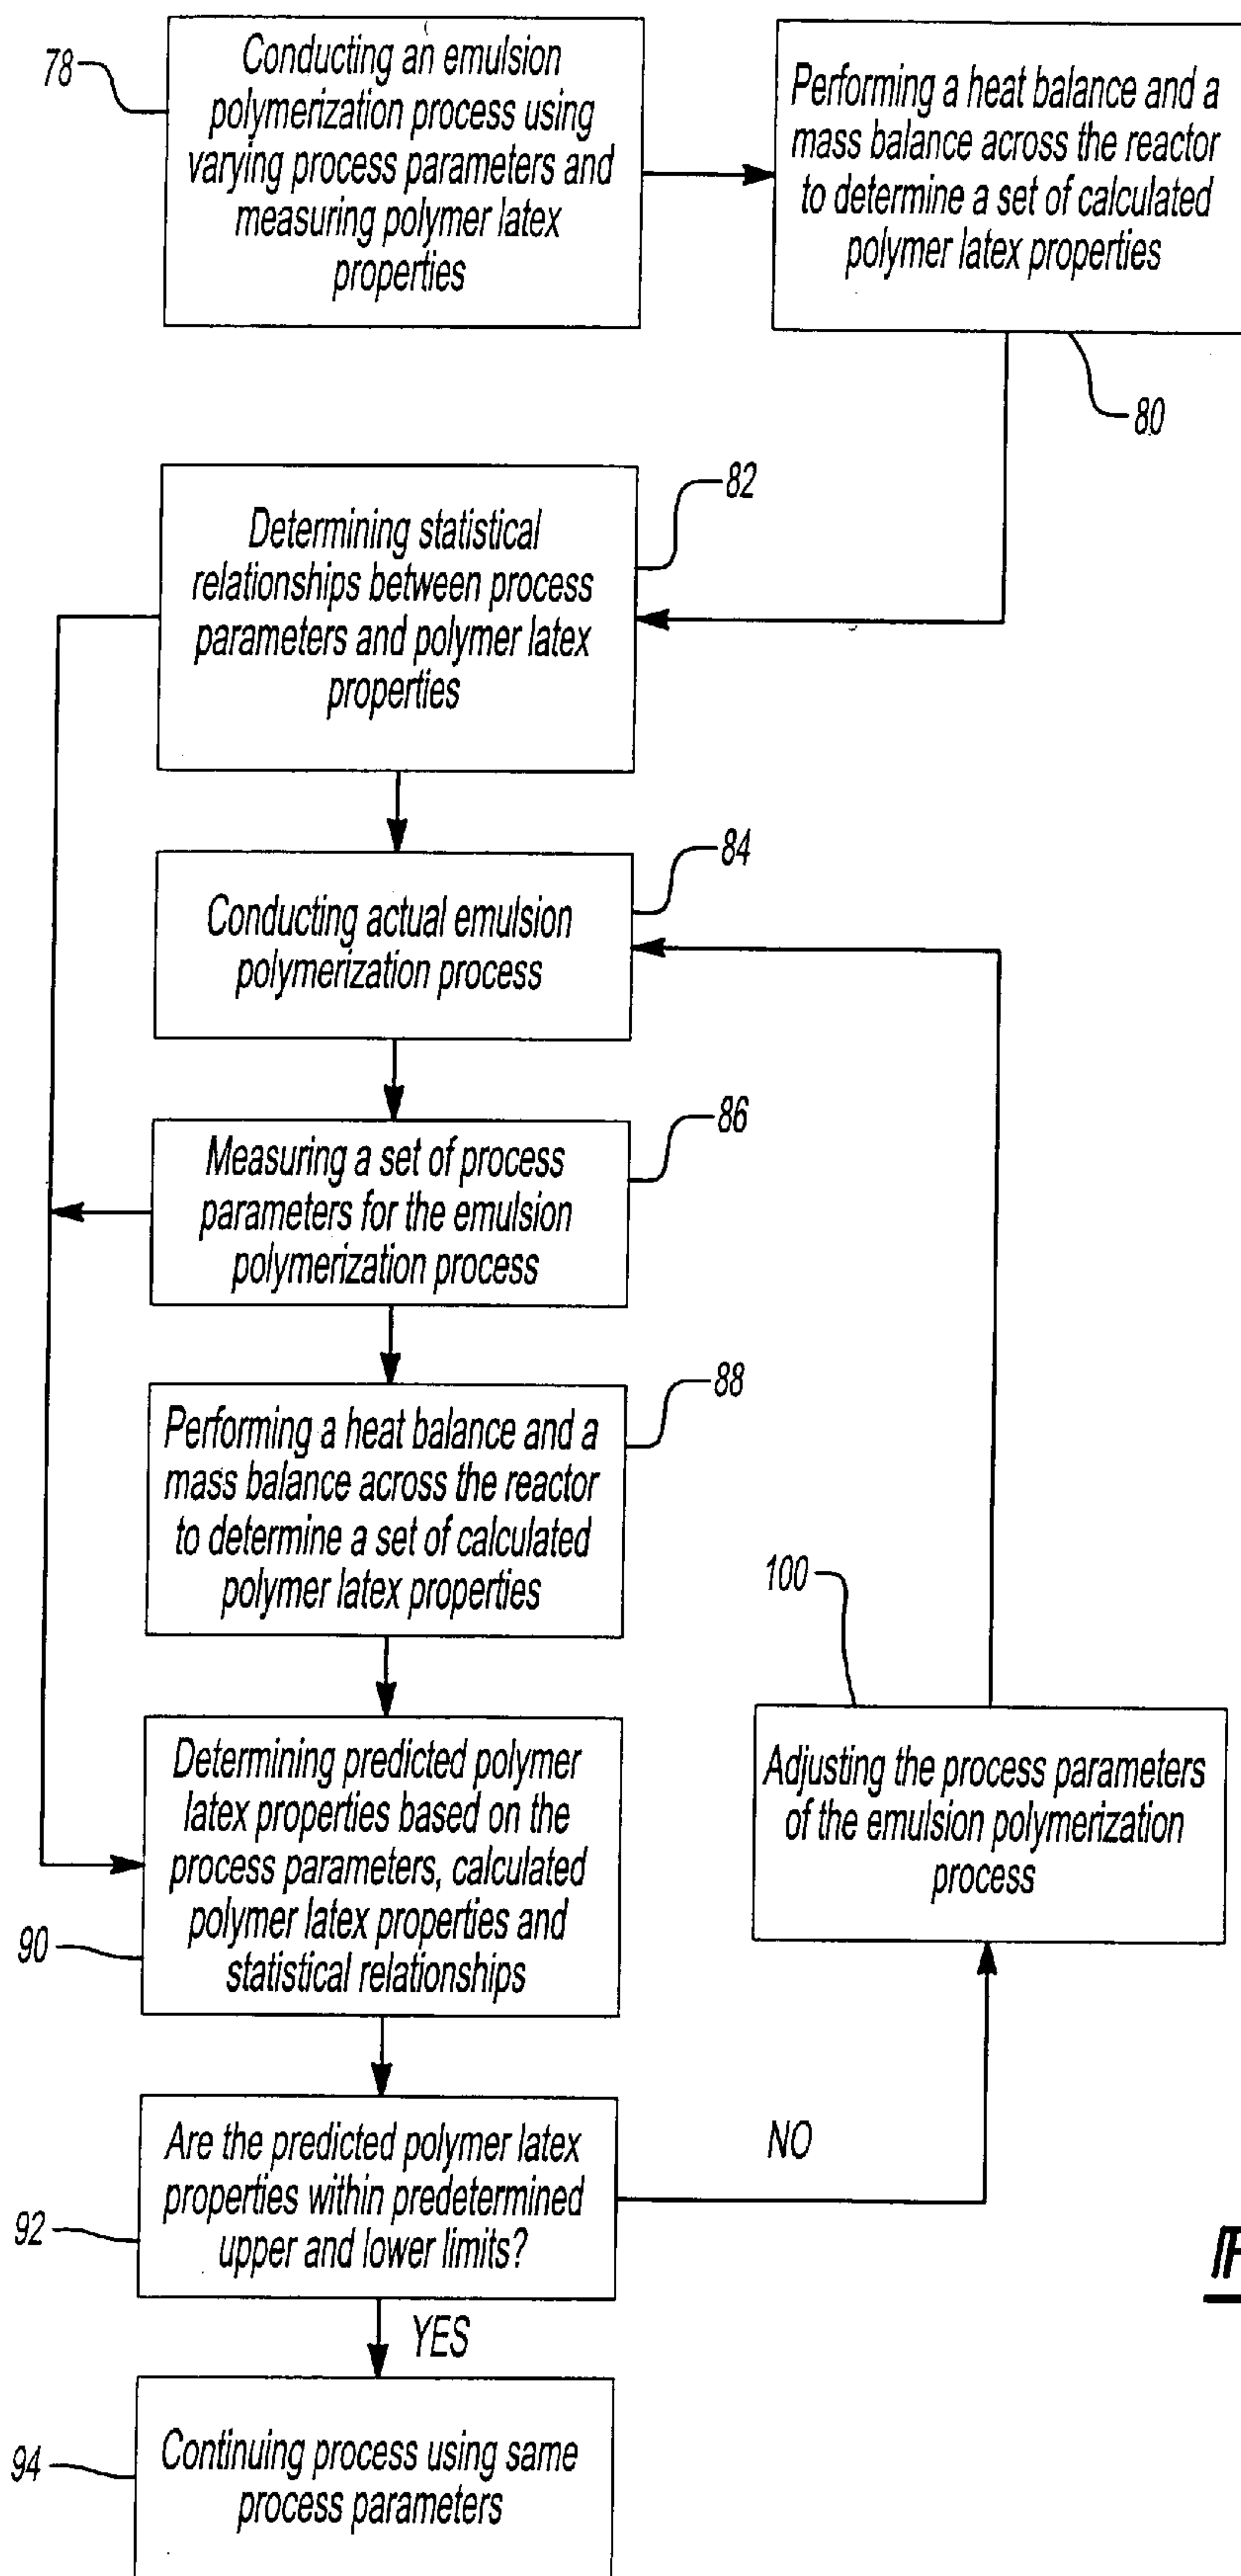 78
Conducting an emulsion
polymerization process using
varying process parameters and
measuring polymer latex
properties
Performing a heat balance and a
mass balance across the reactor
to determine a set of calculated
polymer latex properties
80
82
Determining statistical
relationships between process
parameters and polymer latex
properties
84
Conducting actual emulsion
polymerization process
86
Measuring a set of process
parameters for the emulsion
polymerization process
88
Performing a heat balance and a
mass balance across the reactor
to determine a set of calculated
polymer latex properties
100
Adjusting the process parameters
of the emulsion polymerization
process
Determining predicted polymer
latex properties based on the
process parameters, calculated
polymer latex properties and
statistical relationships
90
Are the predicted polymer latex
properties within predetermined
upper and lower limits?
92
NO
YES
Continuing process using same
process parameters
94